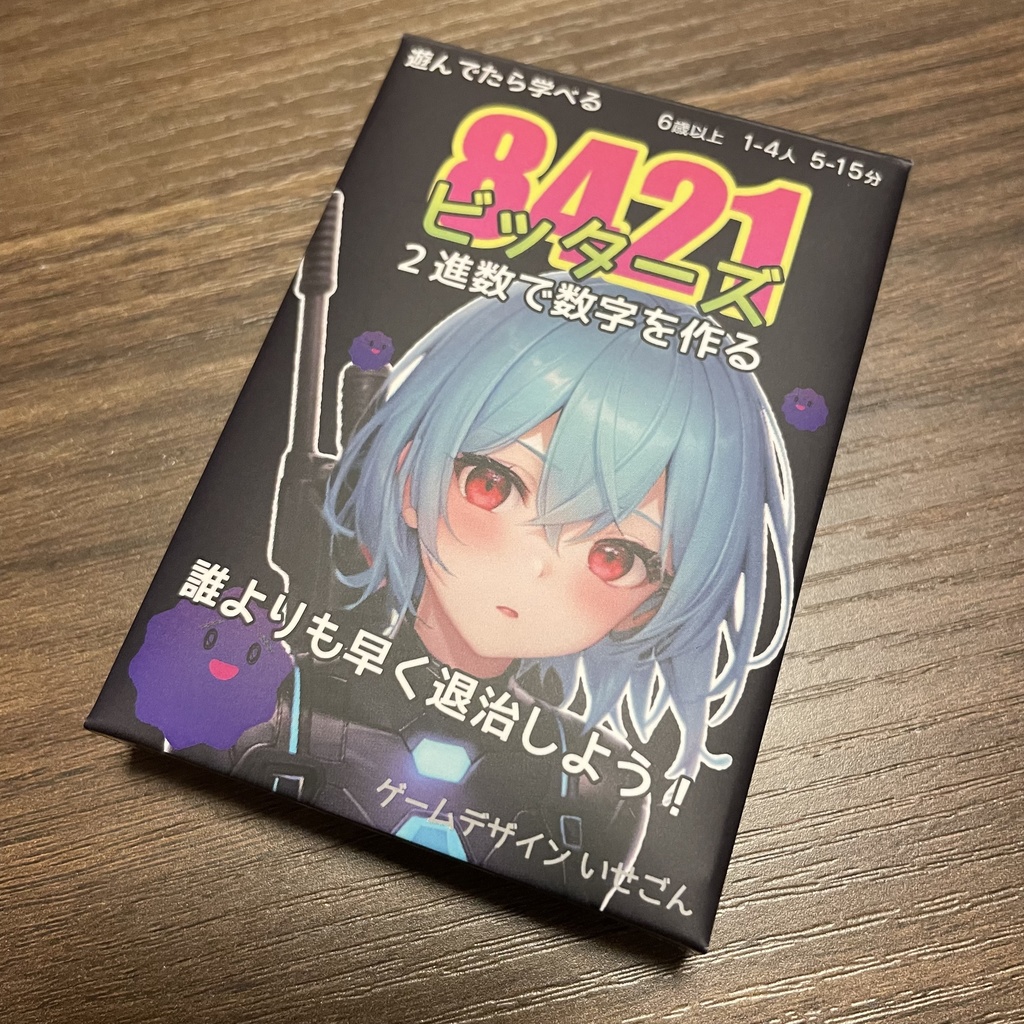 遊んでたら学べる
6歳以上 1-4人 5-15分
8421
ビッターズ
２進数で数字を作る
誰よりも早く退治しよう！
ゲームデザイン いせごん